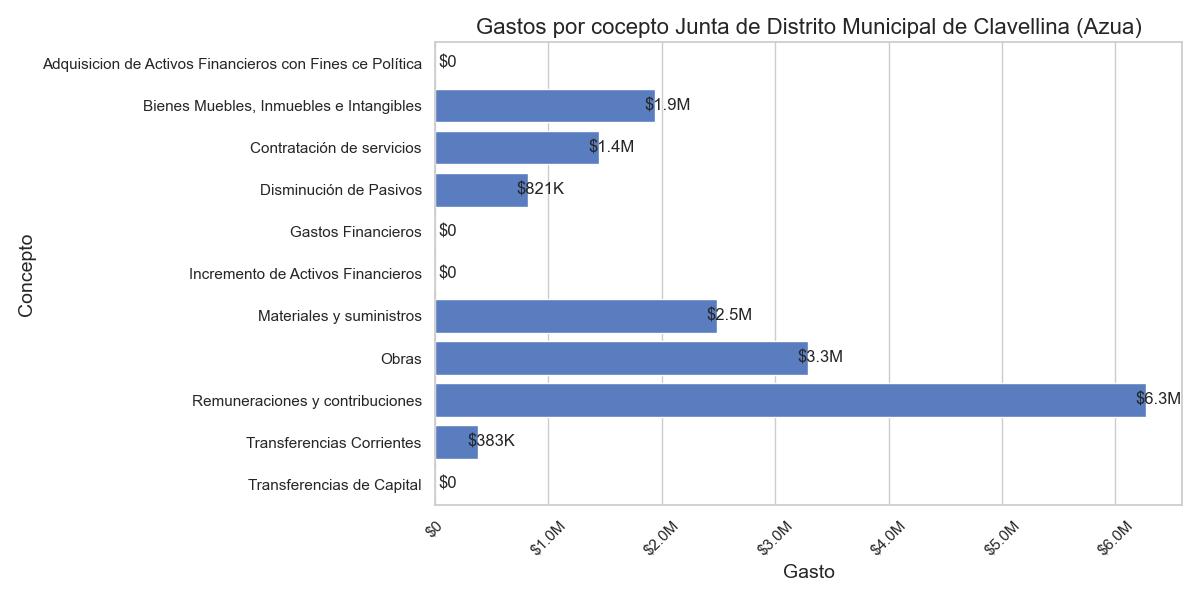 Gastos por cocepto Junta de Distrito Municipal de Clavellina (Azua)
Concepto
Adquisicion de Activos Financieros con Fines ce Política $0
Bienes Muebles, Inmuebles e Intangibles $1.9M
Contratación de servicios $1.4M
Disminución de Pasivos $821K
Gastos Financieros $0
Incremento de Activos Financieros $0
Materiales y suministros $2.5M
Obras $3.3M
Remuneraciones y contribuciones $6.3M
Transferencias Corrientes $383K
Transferencias de Capital $0
$0 $1.0M $2.0M $3.0M $4.0M $5.0M $6.0M
Gasto